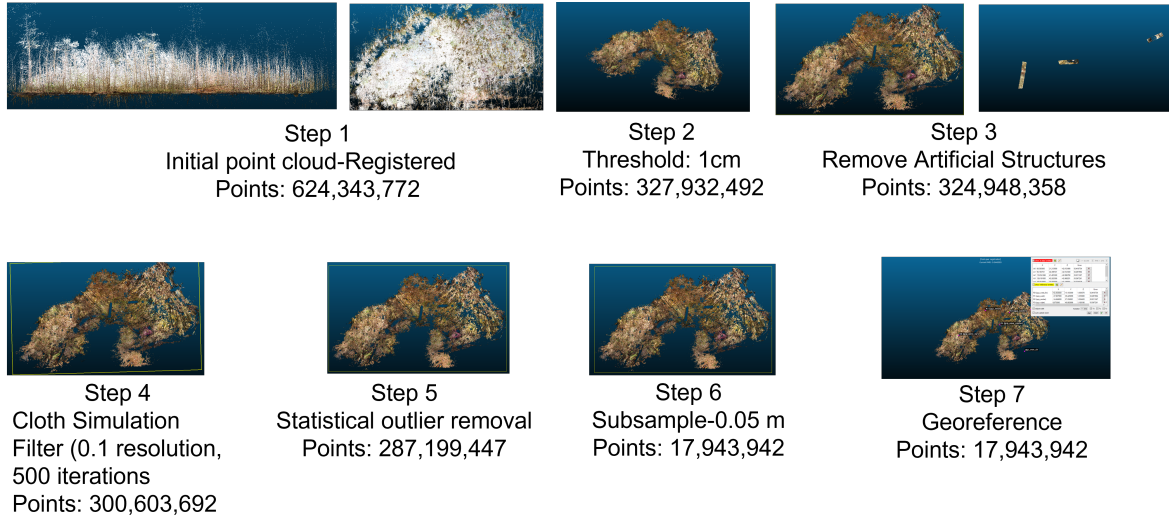 Step 1
Initial point cloud-Registered
Points: 624,343,772
Step 2
Threshold: 1cm
Points: 327,932,492
Step 3
Remove Artificial Structures
Points: 324,948,358
Step 4
Cloth Simulation
Filter (0.1 resolution,
500 iterations
Points: 300,603,692
Step 5
Statistical outlier removal
Points: 287,199,447
Step 6
Subsample-0.05 m
Points: 17,943,942
Step 7
Georeference
Points: 17,943,942